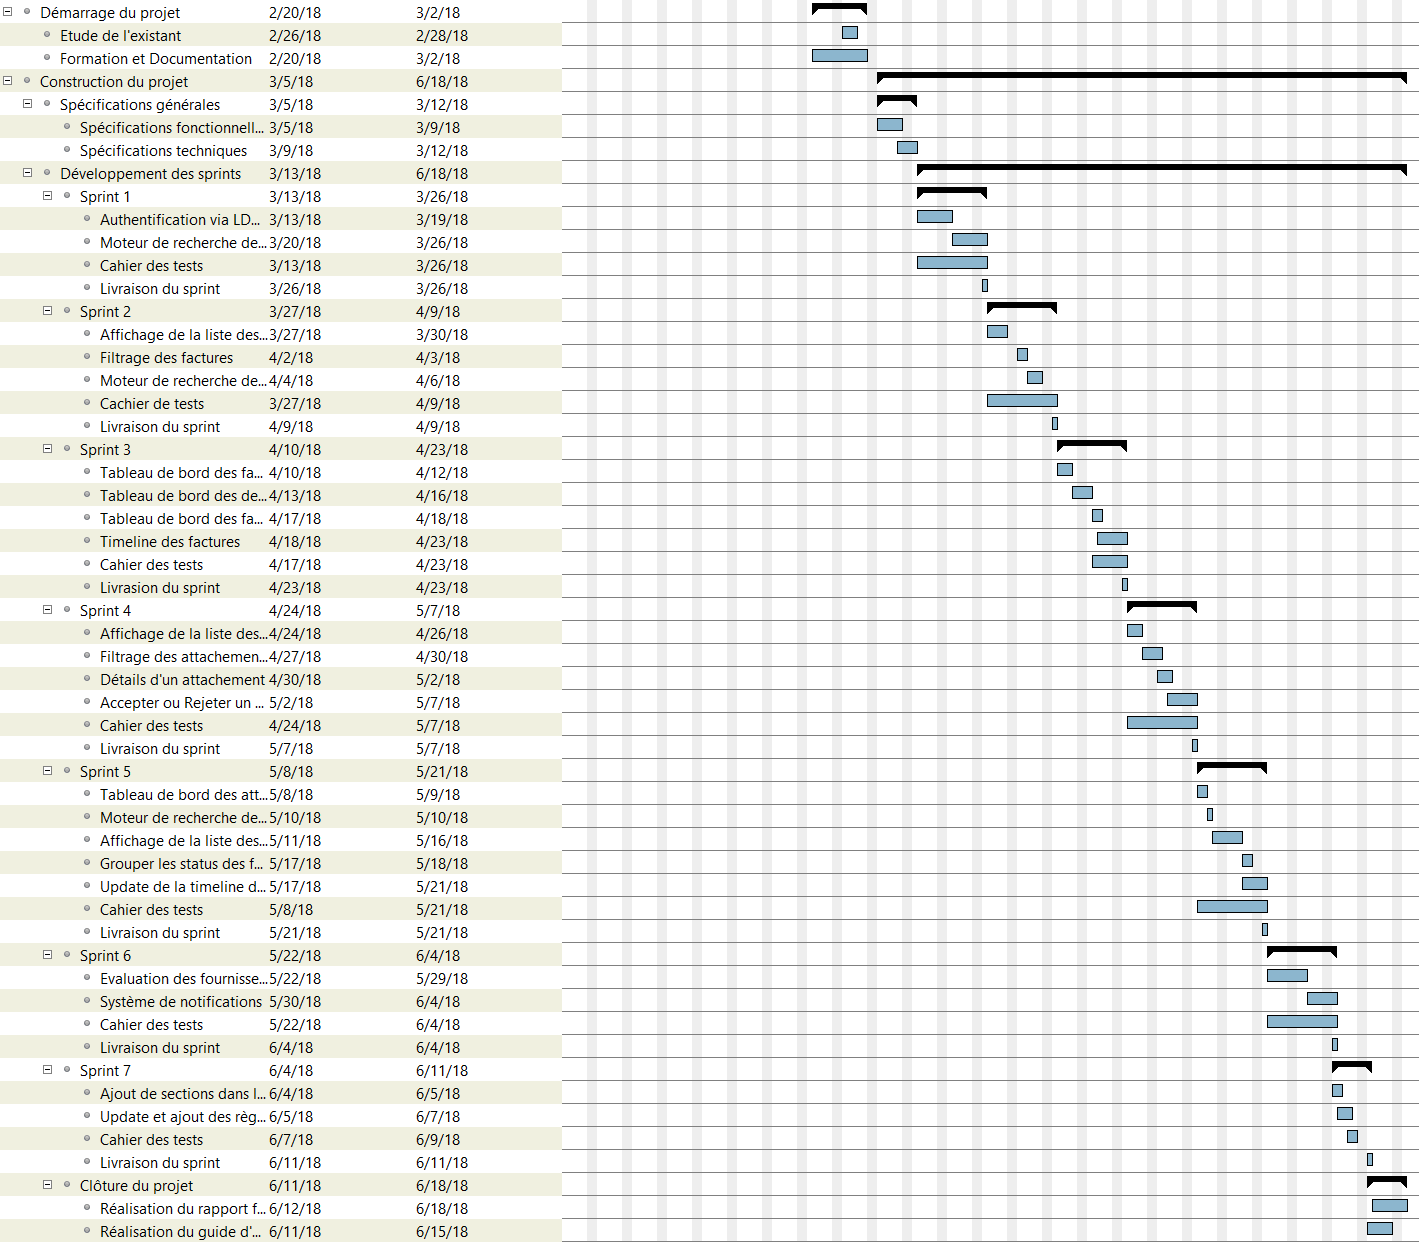 Démarrage du projet 2/20/18 3/2/18
Etude de l'existant 2/26/18 2/28/18
Formation et Documentation 2/20/18 3/2/18
Construction du projet 3/5/18 6/18/18
Spécifications générales 3/5/18 3/12/18
Spécifications fonctionnell... 3/5/18 3/9/18
Spécifications techniques 3/9/18 3/12/18
Développement des sprints 3/13/18 6/18/18
Sprint 1 3/13/18 3/26/18
Authentification via LD... 3/13/18 3/19/18
Moteur de recherche de... 3/20/18 3/26/18
Cahier des tests 3/13/18 3/26/18
Livraison du sprint 3/26/18 3/26/18
Sprint 2 3/27/18 4/9/18
Affichage de la liste des... 3/27/18 3/30/18
Filtrage des factures 4/2/18 4/3/18
Moteur de recherche de... 4/4/18 4/6/18
Cachier de tests 3/27/18 4/9/18
Livraison du sprint 4/9/18 4/9/18
Sprint 3 4/10/18 4/23/18
Tableau de bord des fa... 4/10/18 4/12/18
Tableau de bord des de... 4/13/18 4/16/18
Tableau de bord des fa... 4/17/18 4/18/18
Timeline des factures 4/18/18 4/23/18
Cahier des tests 4/17/18 4/23/18
Livrasion du sprint 4/23/18 4/23/18
Sprint 4 4/24/18 5/7/18
Affichage de la liste des... 4/24/18 4/26/18
Filtrage des attachemen... 4/27/18 4/30/18
Détails d'un attachement 4/30/18 5/2/18
Accepter ou Rejeter un ... 5/2/18 5/7/18
Cahier des tests 4/24/18 5/7/18
Livraison du sprint 5/7/18 5/7/18
Sprint 5 5/8/18 5/21/18
Tableau de bord des att... 5/8/18 5/9/18
Moteur de recherche de... 5/10/18 5/10/18
Affichage de la liste des... 5/11/18 5/16/18
Grouper les status des f... 5/17/18 5/18/18
Update de la timeline d... 5/17/18 5/21/18
Cahier des tests 5/8/18 5/21/18
Livraison du sprint 5/21/18 5/21/18
Sprint 6 5/22/18 6/4/18
Evaluation des fournisse... 5/22/18 5/29/18
Système de notifications 5/30/18 6/4/18
Cahier des tests 5/22/18 6/4/18
Livraison du sprint 6/4/18 6/4/18
Sprint 7 6/4/18 6/11/18
Ajout de sections dans l... 6/4/18 6/5/18
Update et ajout des règ... 6/5/18 6/7/18
Cahier des tests 6/7/18 6/9/18
Livraison du sprint 6/11/18 6/11/18
Clôture du projet 6/11/18 6/18/18
Réalisation du rapport f... 6/12/18 6/18/18
Réalisation du guide d'... 6/11/18 6/15/18